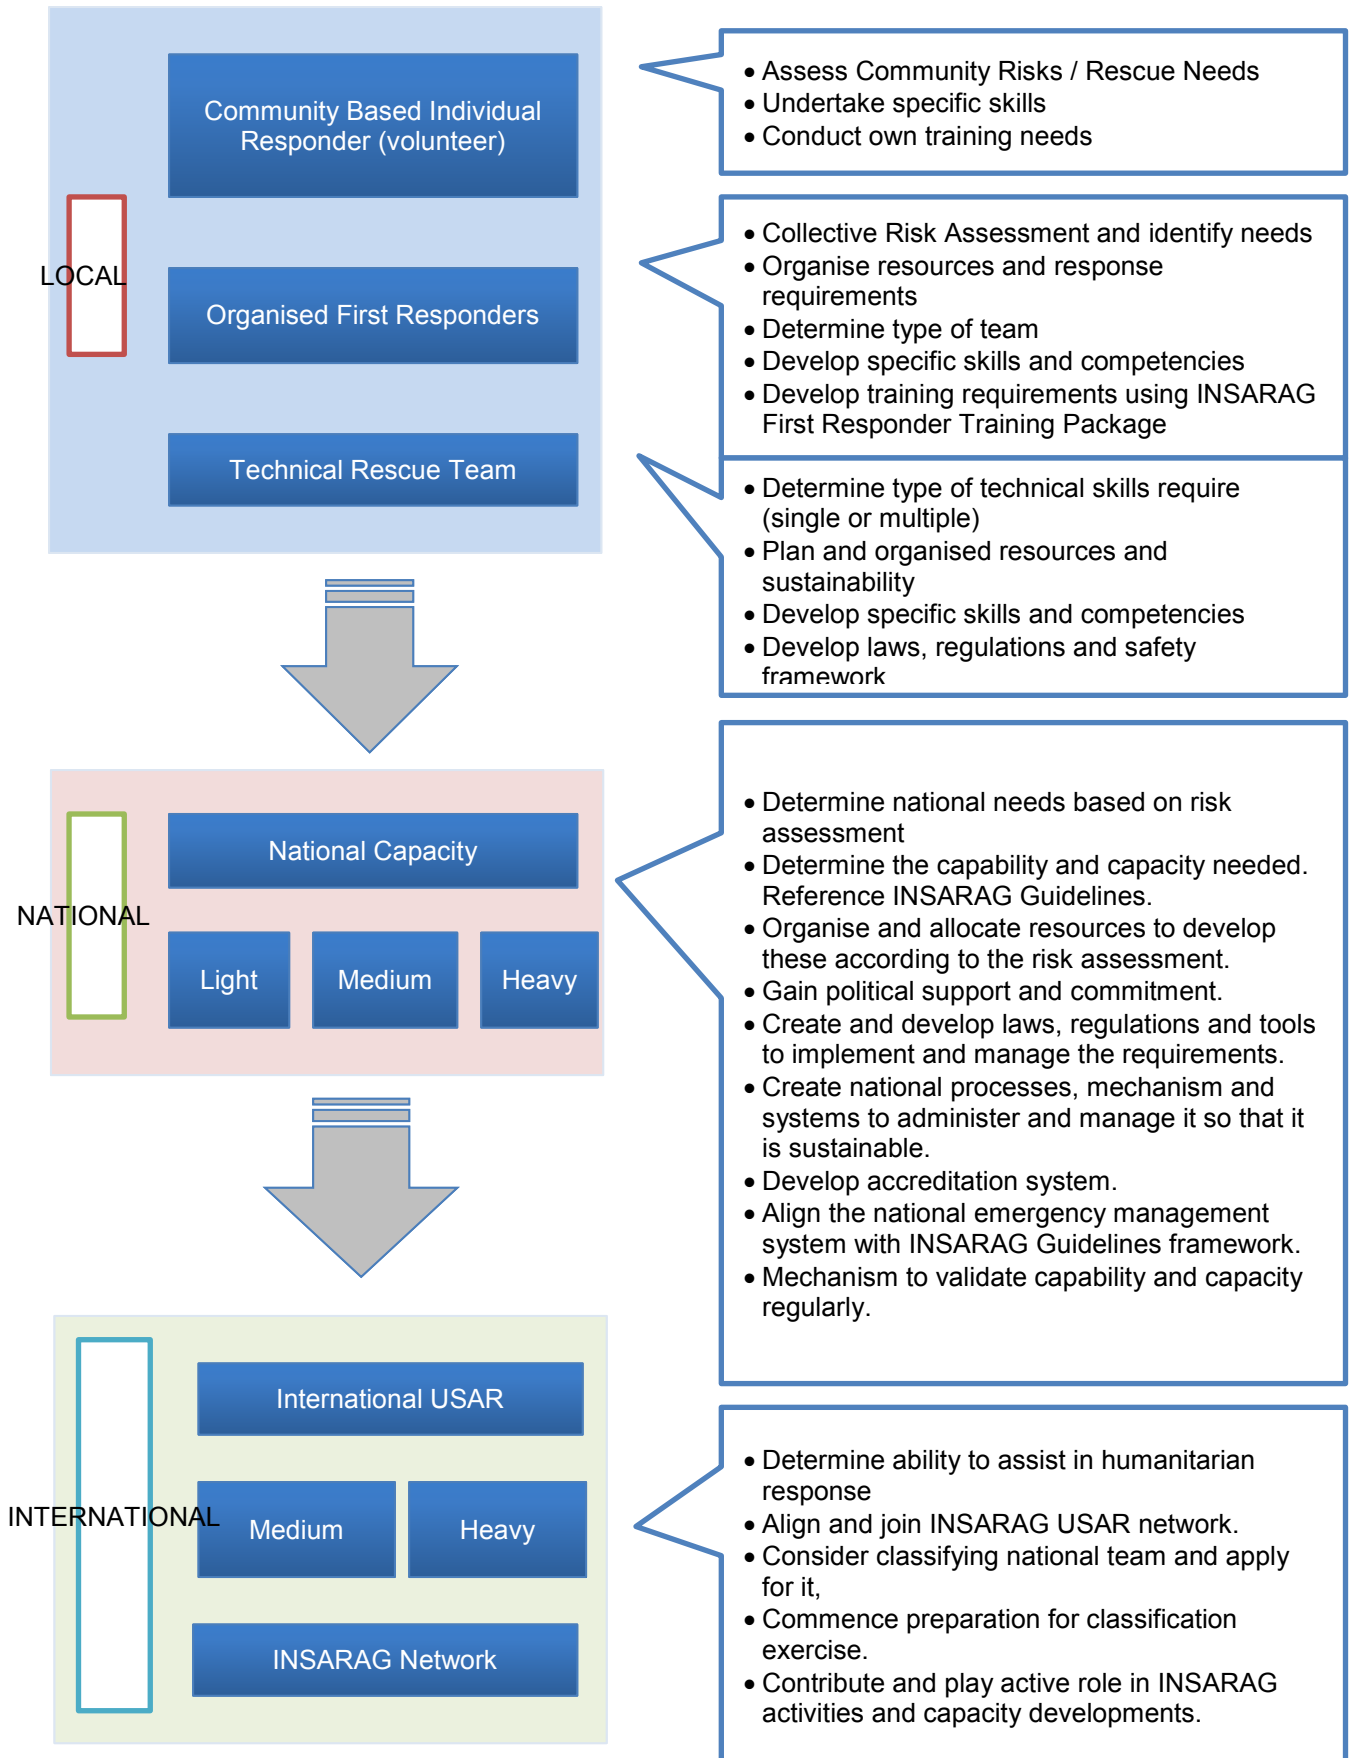 Community Based Individual
Responder (volunteer)
• Assess Community Risks / Rescue Needs
• Undertake specific skills
• Conduct own training needs
LOCAL
Organised First Responders
• Collective Risk Assessment and identify needs
• Organise resources and response
requirements
• Determine type of team
• Develop specific skills and competencies
• Develop training requirements using INSARAG
First Responder Training Package
Technical Rescue Team
• Determine type of technical skills require
(single or multiple)
• Plan and organised resources and
sustainability
• Develop specific skills and competencies
• Develop laws, regulations and safety
framework
NATIONAL
National Capacity
Light
Medium
Heavy
• Determine national needs based on risk
assessment
• Determine the capability and capacity needed.
Reference INSARAG Guidelines.
• Organise and allocate resources to develop
these according to the risk assessment.
• Gain political support and commitment.
• Create and develop laws, regulations and tools
to implement and manage the requirements.
• Create national processes, mechanism and
systems to administer and manage it so that it
is sustainable.
• Develop accreditation system.
• Align the national emergency management
system with INSARAG Guidelines framework.
• Mechanism to validate capability and capacity
regularly.
INTERNATIONAL
International USAR
Medium
Heavy
INSARAG Network
• Determine ability to assist in humanitarian
response
• Align and join INSARAG USAR network.
• Consider classifying national team and apply
for it,
• Commence preparation for classification
exercise.
• Contribute and play active role in INSARAG
activities and capacity developments.